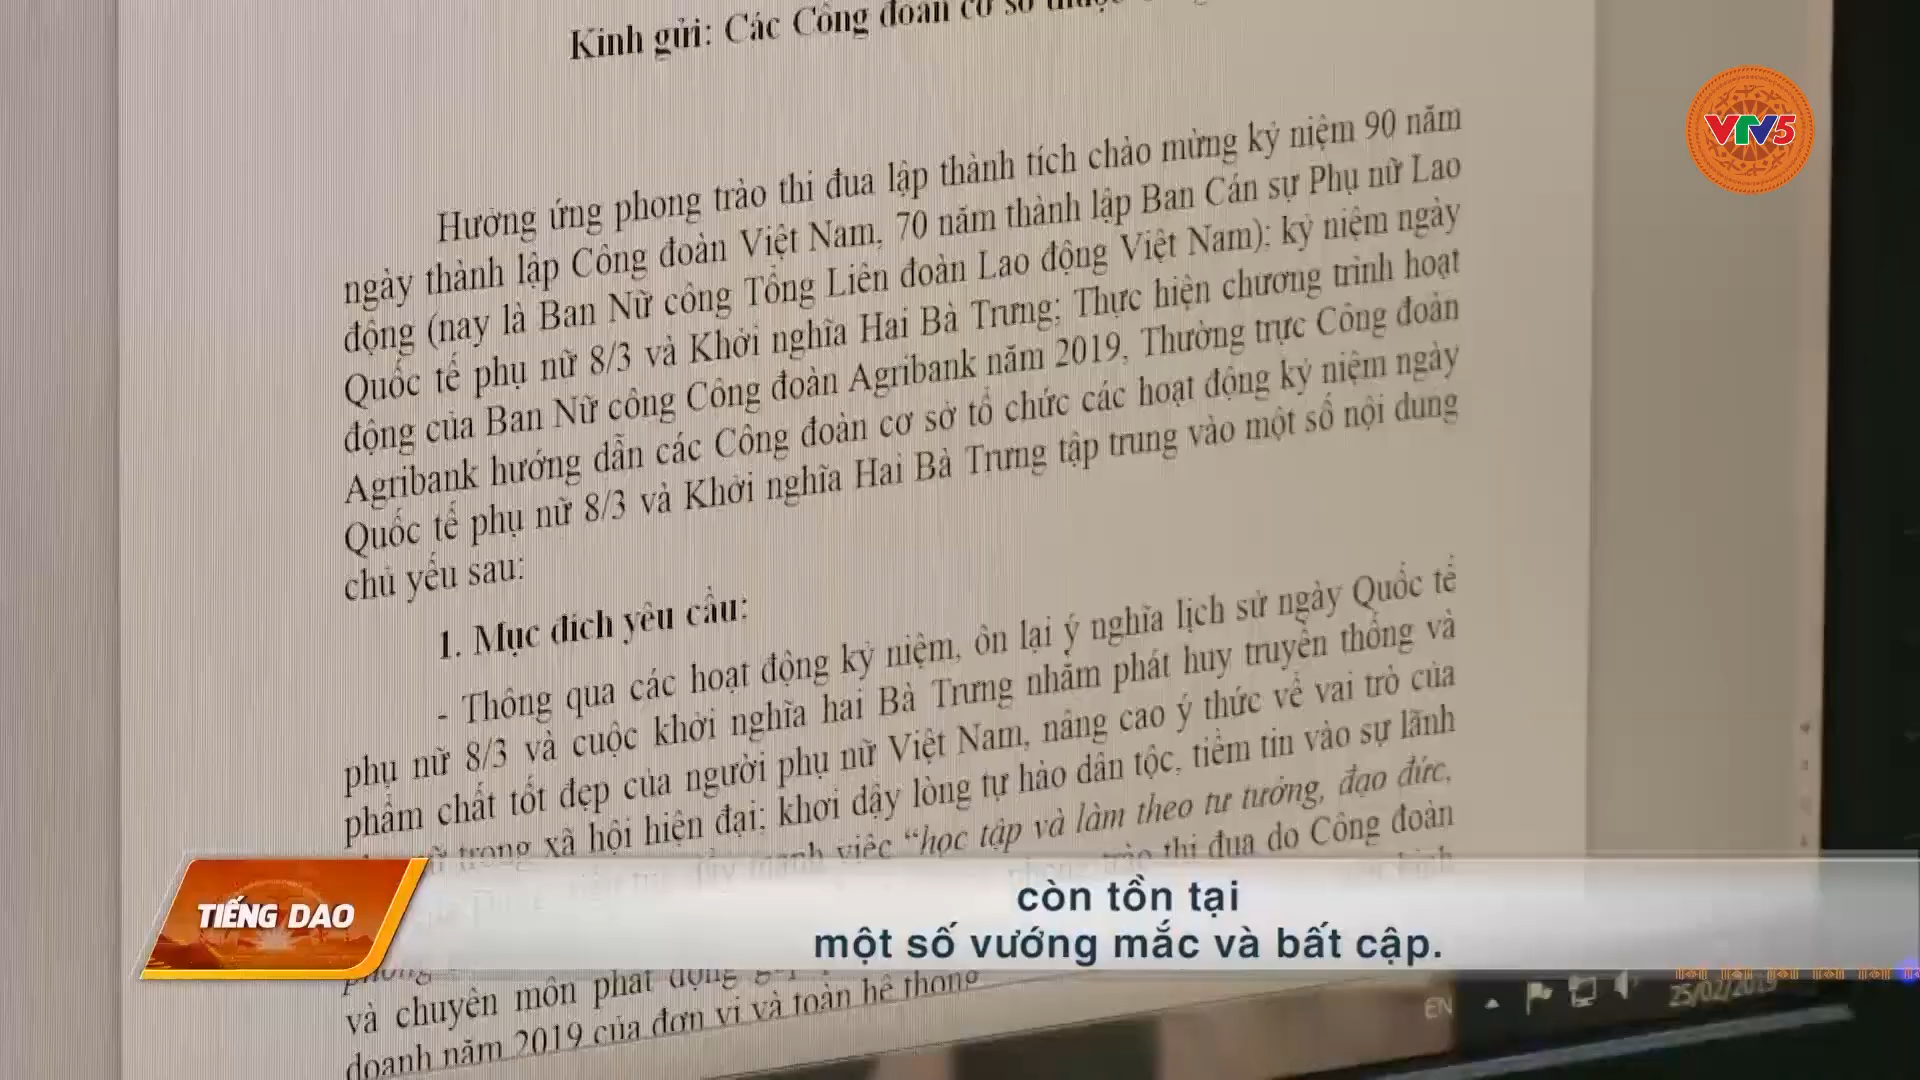 Kính gửi: Các Công đoàn cơ sở
VTV5
Hưởng ứng phong trào thi đua lập thành tích chào mừng kỷ niệm 90 năm
ngày thành lập Công đoàn Việt Nam, 70 năm thành lập Ban Cán sự Phụ nữ Lao
động (nay là Ban Nữ công Tổng Liên đoàn Lao động Việt Nam); kỷ niệm ngày
Quốc tế phụ nữ 8/3 và Khởi nghĩa Hai Bà Trưng; Thực hiện chương trình hoạt
động của Ban Nữ công Công đoàn Agribank năm 2019, Thường trực Công đoàn
Agribank hướng dẫn các Công đoàn cơ sở tổ chức các hoạt động kỷ niệm ngày
Quốc tế phụ nữ 8/3 và Khởi nghĩa Hai Bà Trưng tập trung vào một số nội dung
chủ yếu sau:
1. Mục đích yêu cầu:
- Thông qua các hoạt động kỷ niệm, ôn lại ý nghĩa lịch sử ngày Quốc tế
phụ nữ 8/3 và cuộc khởi nghĩa hai Bà Trưng nhằm phát huy truyền thống và
phẩm chất tốt đẹp của người phụ nữ Việt Nam, nâng cao ý thức về vai trò của
trong xã hội hiện đại; khơi dậy lòng tự hào dân tộc, tiềm tin vào sự lãnh
mạnh việc “học tập và làm theo tư tưởng, đạo đức,
trào thi đua do Công đoàn
TIẾNG DAO
còn tồn tại
một số vướng mắc và bất cập.
và chuyên môn phát động
doanh năm 2019 của đơn vị và toàn hệ thống
EN
25/02/2019